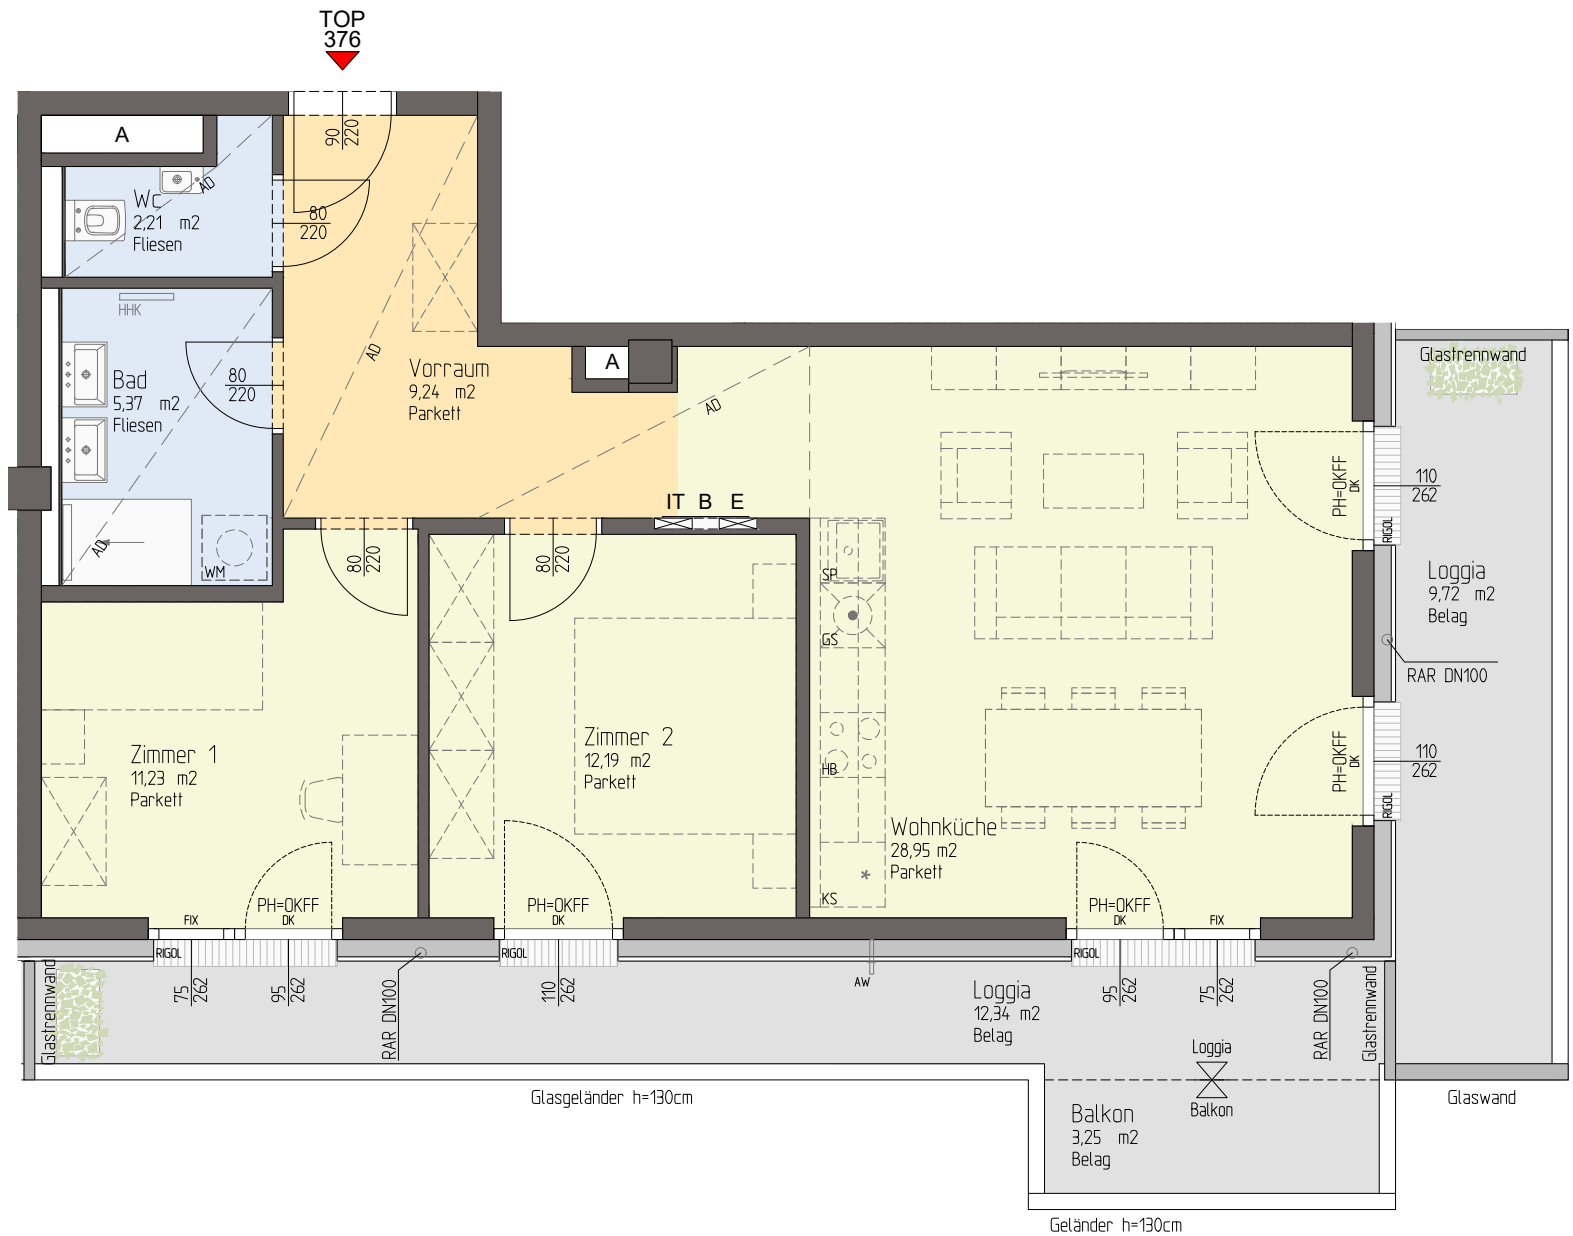 TOP
376
90
220
A
AD
Wc
2,21 m2
Fliesen
80
220
HHK
AD
Vorraum
9,24 m2
Parkett
A
AD
Bad
5,37 m2
Fliesen
80
220
AD
WM
IT B E
80
220
80
220
SP
GS
HB
KS
*
Glastrennwand
PH=OKFF
DK
RIGOL
110
262
Loggia
9,72 m2
Belag
RAR DN100
PH=OKFF
DK
RIGOL
110
262
Zimmer 1
11,23 m2
Parkett
Zimmer 2
12,19 m2
Parkett
Wohnküche
28,95 m2
Parkett
FIX
PH=OKFF
DK
PH=OKFF
DK
PH=OKFF
DK
FIX
RIGOL
RIGOL
RIGOL
Glastrennwand
75
262
95
262
RAR DN100
110
262
AW
Loggia
12,34 m2
Belag
95
262
75
262
RAR DN100
Glastrennwand
Loggia
Balkon
Glasgeländer h=130cm
Glaswand
Balkon
3,25 m2
Belag
Geländer h=130cm